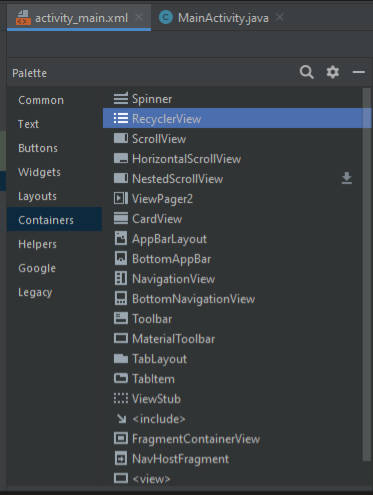 activity_main.xml
MainActivity.java
Palette
Common
Text
Buttons
Widgets
Layouts
Containers
Helpers
Google
Legacy
Spinner
RecyclerView
ScrollView
HorizontalScrollView
NestedScrollView
ViewPager2
CardView
AppBarLayout
BottomAppBar
NavigationView
BottomNavigationView
Toolbar
MaterialToolbar
TabLayout
TabItem
ViewStub
<include>
FragmentContainerView
NavHostFragment
<view>